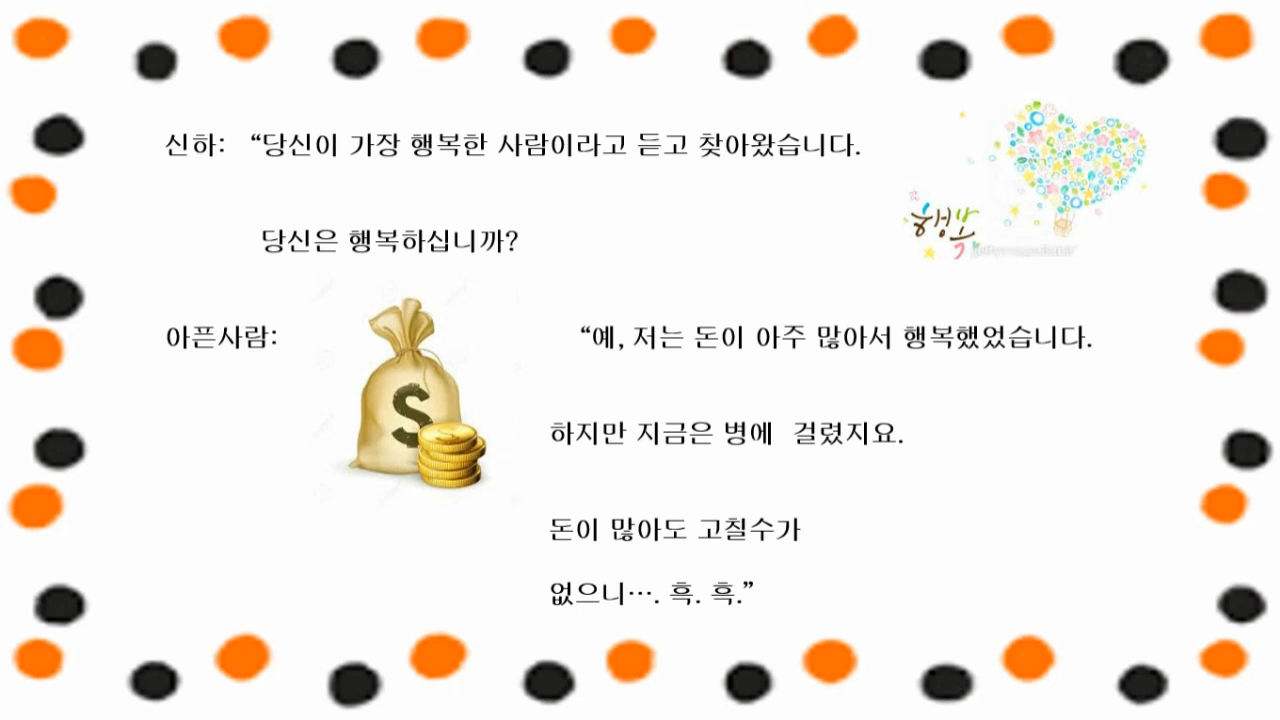 신하: “당신이 가장 행복한 사람이라고 듣고 찾아왔습니다.
행복
당신은 행복하십니까?
아픈사람: “예, 저는 돈이 아주 많아서 행복했었습니다.
$
하지만 지금은 병에 걸렸지요.
돈이 많아도 고칠수가
없으니···. 흑. 흑.”